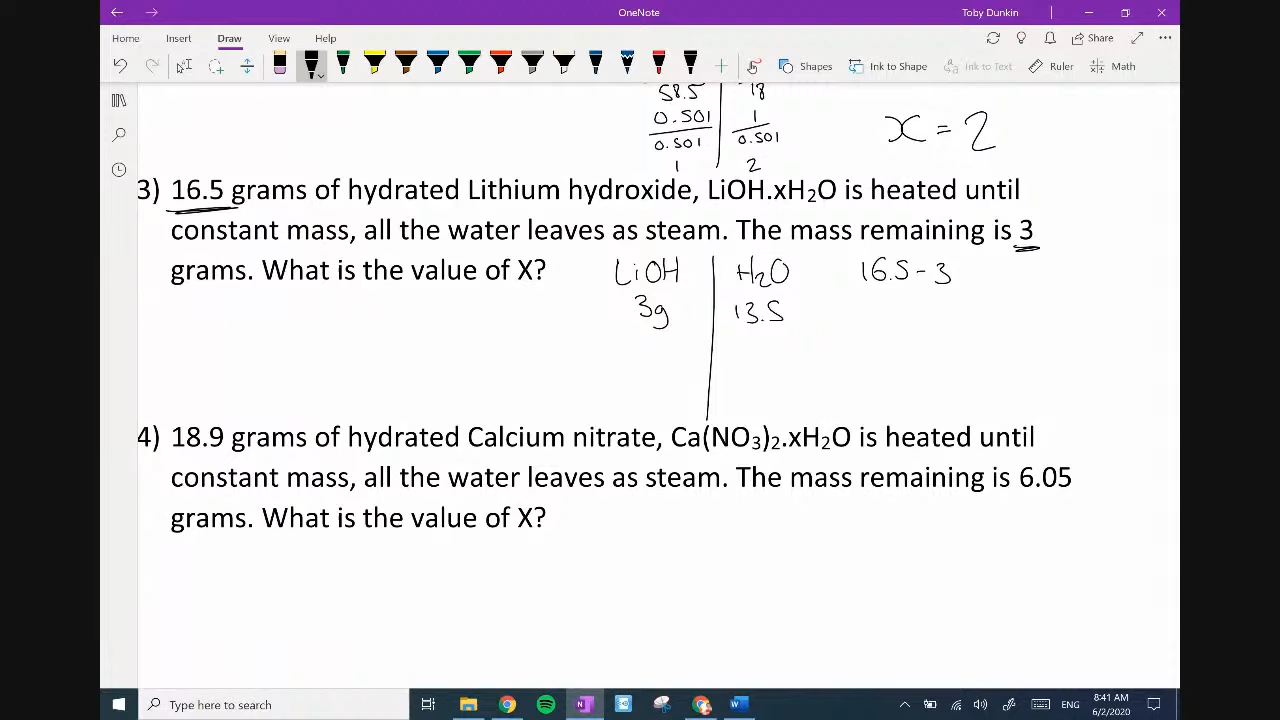 OneNote
Toby Dunkin
Home Insert Draw View Help
Share
Shapes Ink to Shape Ink to Text Ruler Math
58.5 18
0.501 1
0.501 0.501
1 2
x = 2
3) 16.5 grams of hydrated Lithium hydroxide, LiOH.xH₂O is heated until
constant mass, all the water leaves as steam. The mass remaining is 3
grams. What is the value of X?
LiOH H₂O 16.5 - 3
3g 13.5
4) 18.9 grams of hydrated Calcium nitrate, Ca(NO₃)₂.xH₂O is heated until
constant mass, all the water leaves as steam. The mass remaining is 6.05
grams. What is the value of X?
Type here to search
ENG
8:41 AM
6/2/2020